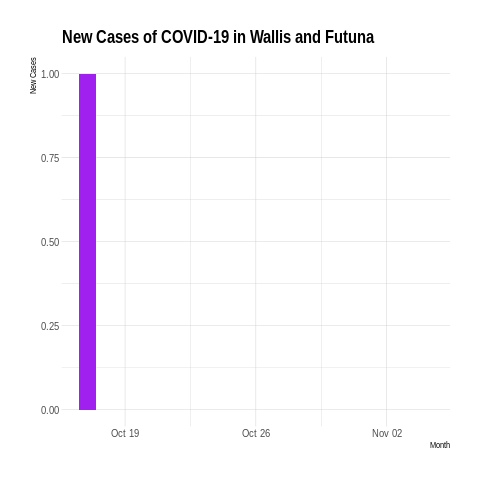 New Cases of COVID-19 in Wallis and Futuna
New Cases
1.00
0.75
0.50
0.25
0.00
Oct 19 Oct 26 Nov 02
Month